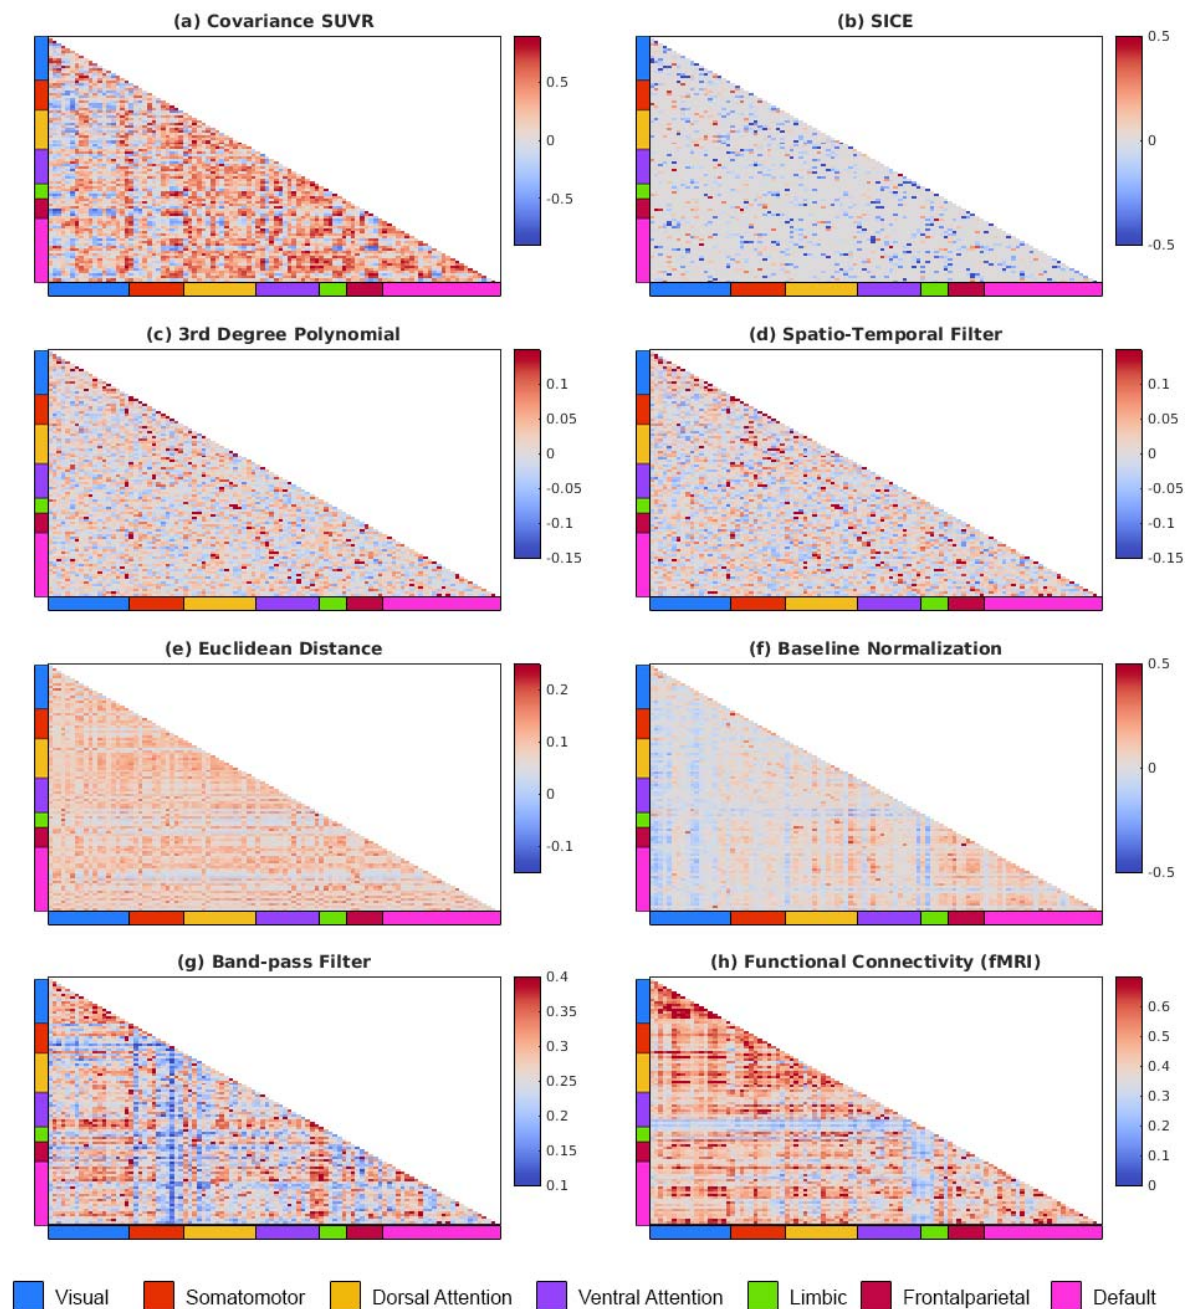 (a) Covariance SUVR
(b) SICE
0.5
0
-0.5
0.5
0
-0.5
(c) 3rd Degree Polynomial
(d) Spatio-Temporal Filter
0.1
0.05
0
-0.05
-0.1
-0.15
0.1
0.05
0
-0.05
-0.1
-0.15
(e) Euclidean Distance
(f) Baseline Normalization
0.2
0.1
0
-0.1
0.5
0
-0.5
(g) Band-pass Filter
(h) Functional Connectivity (fMRI)
0.4
0.35
0.3
0.25
0.2
0.15
0.1
0.6
0.5
0.4
0.3
0.2
0.1
0
Visual
Somatomotor
Dorsal Attention
Ventral Attention
Limbic
Frontalparietal
Default